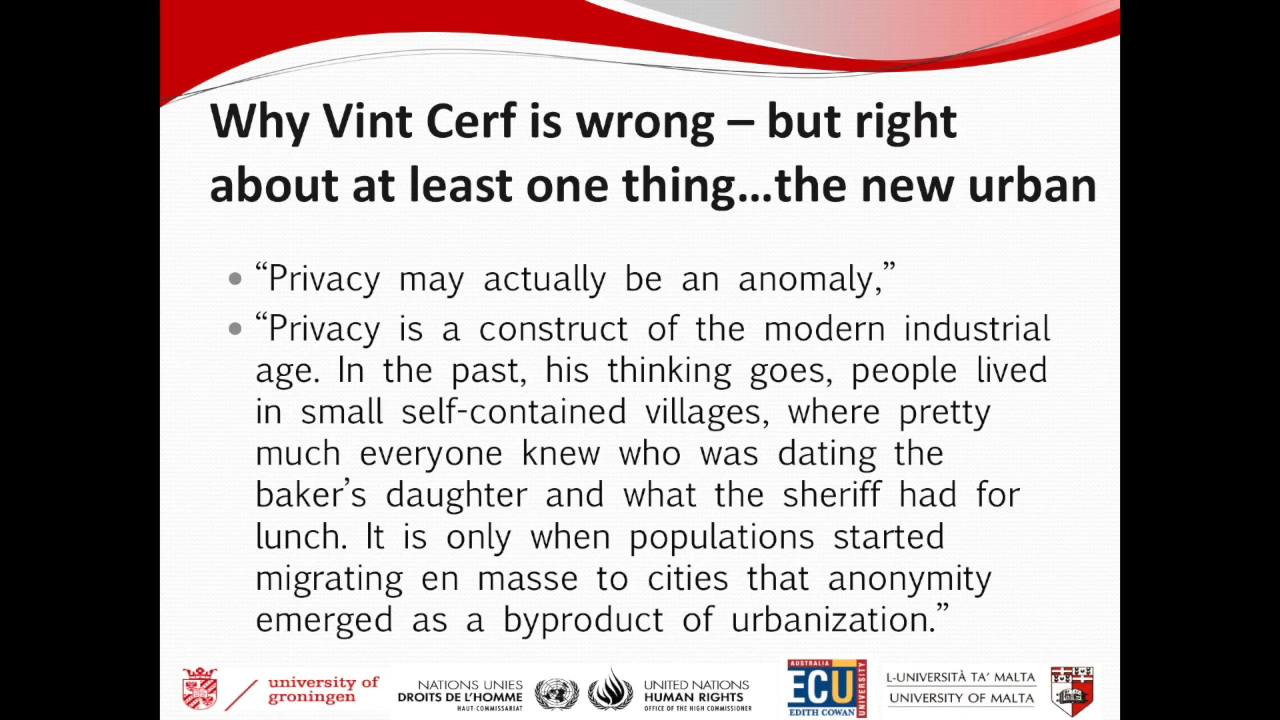 Why Vint Cerf is wrong – but right
about at least one thing…the new urban
• “Privacy may actually be an anomaly,”
• “Privacy is a construct of the modern industrial
age. In the past, his thinking goes, people lived
in small self-contained villages, where pretty
much everyone knew who was dating the
baker’s daughter and what the sheriff had for
lunch. It is only when populations started
migrating en masse to cities that anonymity
emerged as a byproduct of urbanization.”
university of
groningen
NATIONS UNIES
DROITS DE L’HOMME
HAUT-COMMISSARIAT
UNITED NATIONS
HUMAN RIGHTS
OFFICE OF THE HIGH COMMISSIONER
AUSTRALIA
ECU
EDITH COWAN
UNIVERSITY
L-UNIVERSITÀ TA’ MALTA
UNIVERSITY OF MALTA